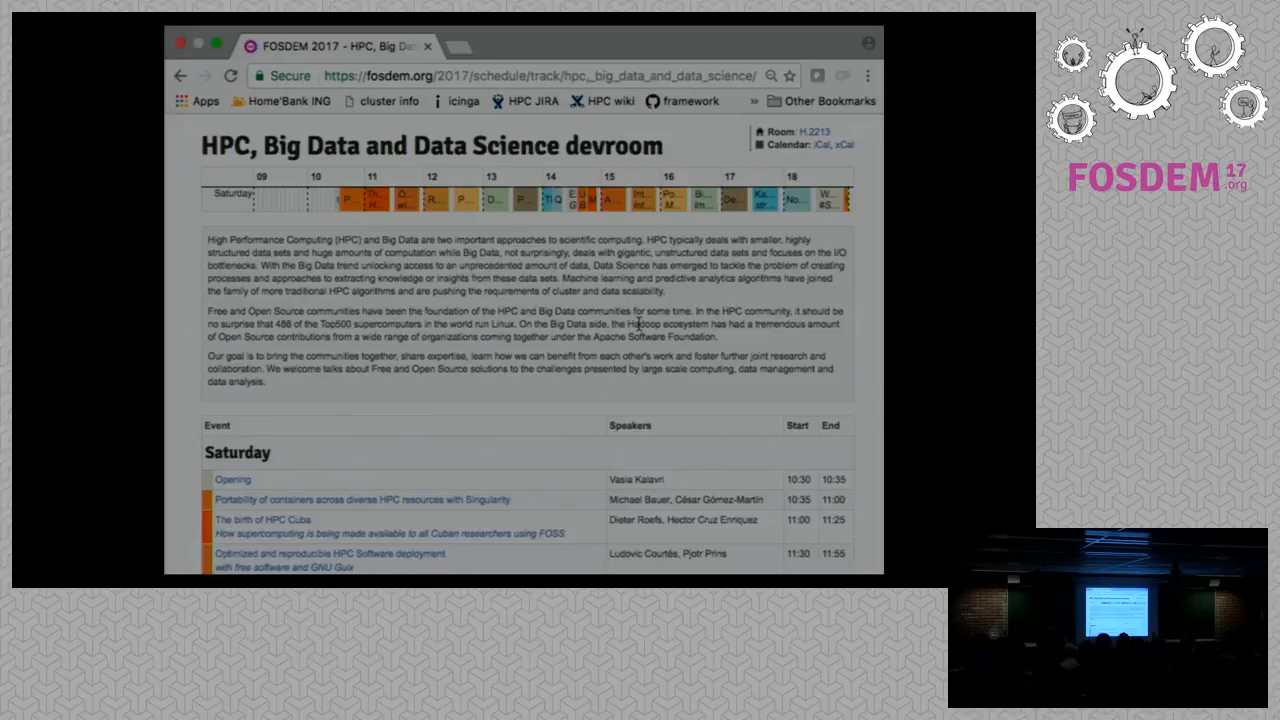 FOSDEM 2017 - HPC, Big Da
Secure https://fosdem.org/2017/schedule/track/hpc,_big_data_and_data_science/
Apps Home'Bank ING cluster info icinga HPC JIRA HPC wiki framework » Other Bookmarks
HPC, Big Data and Data Science devroom
Room: H.2213
Calendar: iCal, xCal
09 10 11 12 13 14 15 16 17 18
Saturday
High Performance Computing (HPC) and Big Data are two important approaches to scientific computing. HPC typically deals with smaller, highly
structured data sets and huge amounts of computation while Big Data, not surprisingly, deals with gigantic, unstructured data sets and focuses on the I/O
bottlenecks. With the Big Data trend unlocking access to an unprecedented amount of data, Data Science has emerged to tackle the problem of creating
processes and approaches to extracting knowledge or insights from these data sets. Machine learning and predictive analytics algorithms have joined
the family of more traditional HPC algorithms and are pushing the requirements of cluster and data scalability.
Free and Open Source communities have been the foundation of the HPC and Big Data communities for some time. In the HPC community, it should be
no surprise that 488 of the Top500 supercomputers in the world run Linux. On the Big Data side, the Hadoop ecosystem has had a tremendous amount
of Open Source contributions from a wide range of organizations coming together under the Apache Software Foundation.
Our goal is to bring the communities together, share expertise, learn how we can benefit from each other's work and foster further joint research and
collaboration. We welcome talks about Free and Open Source solutions to the challenges presented by large scale computing, data management and
data analysis.
Event Speakers Start End
Saturday
Opening Vasia Kalavri 10:30 10:35
Portability of containers across diverse HPC resources with Singularity Michael Bauer, César Gómez-Martín 10:35 11:00
The birth of HPC Cuba Dieter Roefs, Hector Cruz Enriquez 11:00 11:25
How supercomputing is being made available to all Cuban researchers using FOSS
Optimized and reproducible HPC Software deployment Ludovic Courtès, Pjotr Prins 11:30 11:55
with free software and GNU Guix
FOSDEM 17
.org